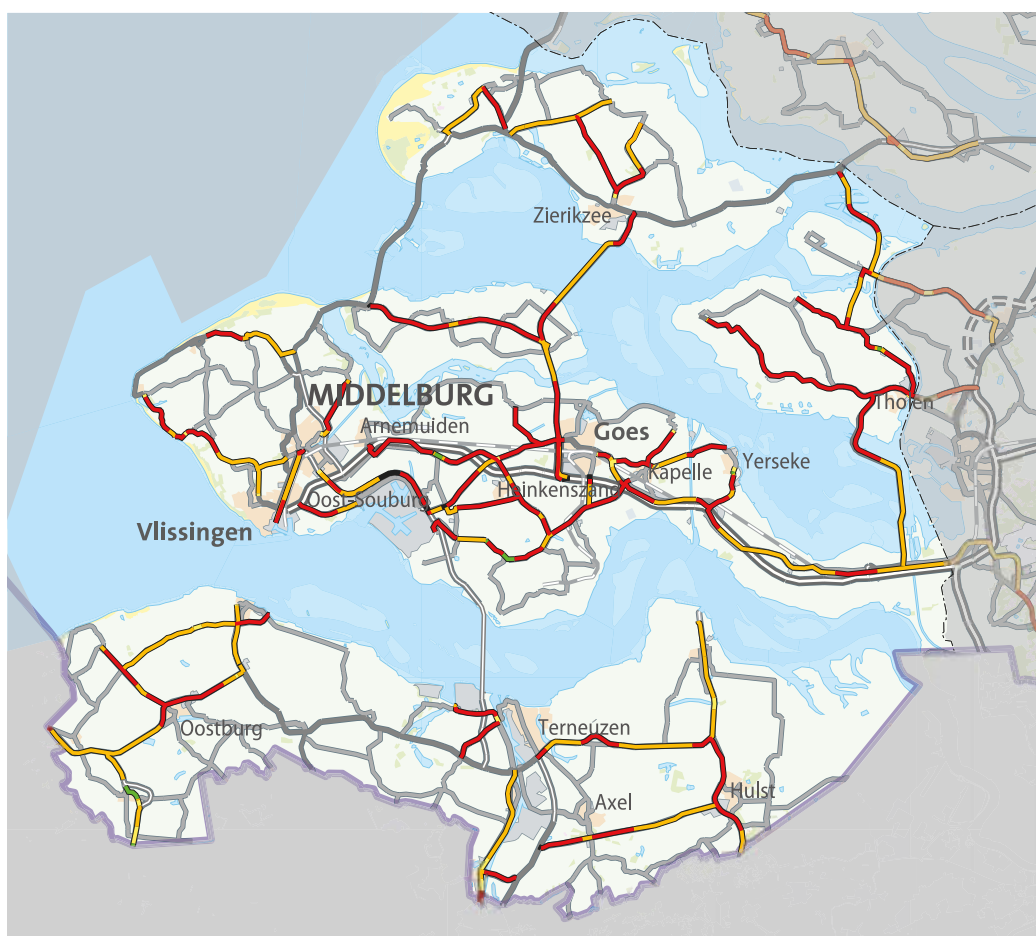 Zierikzee
MIDDELBURG
Tholen
Arnemuiden
Goes
Yerseke
Kapelle
Heinkenszand
Oost-Souburg
Vlissingen
Oostburg
Terneuzen
Hulst
Axel